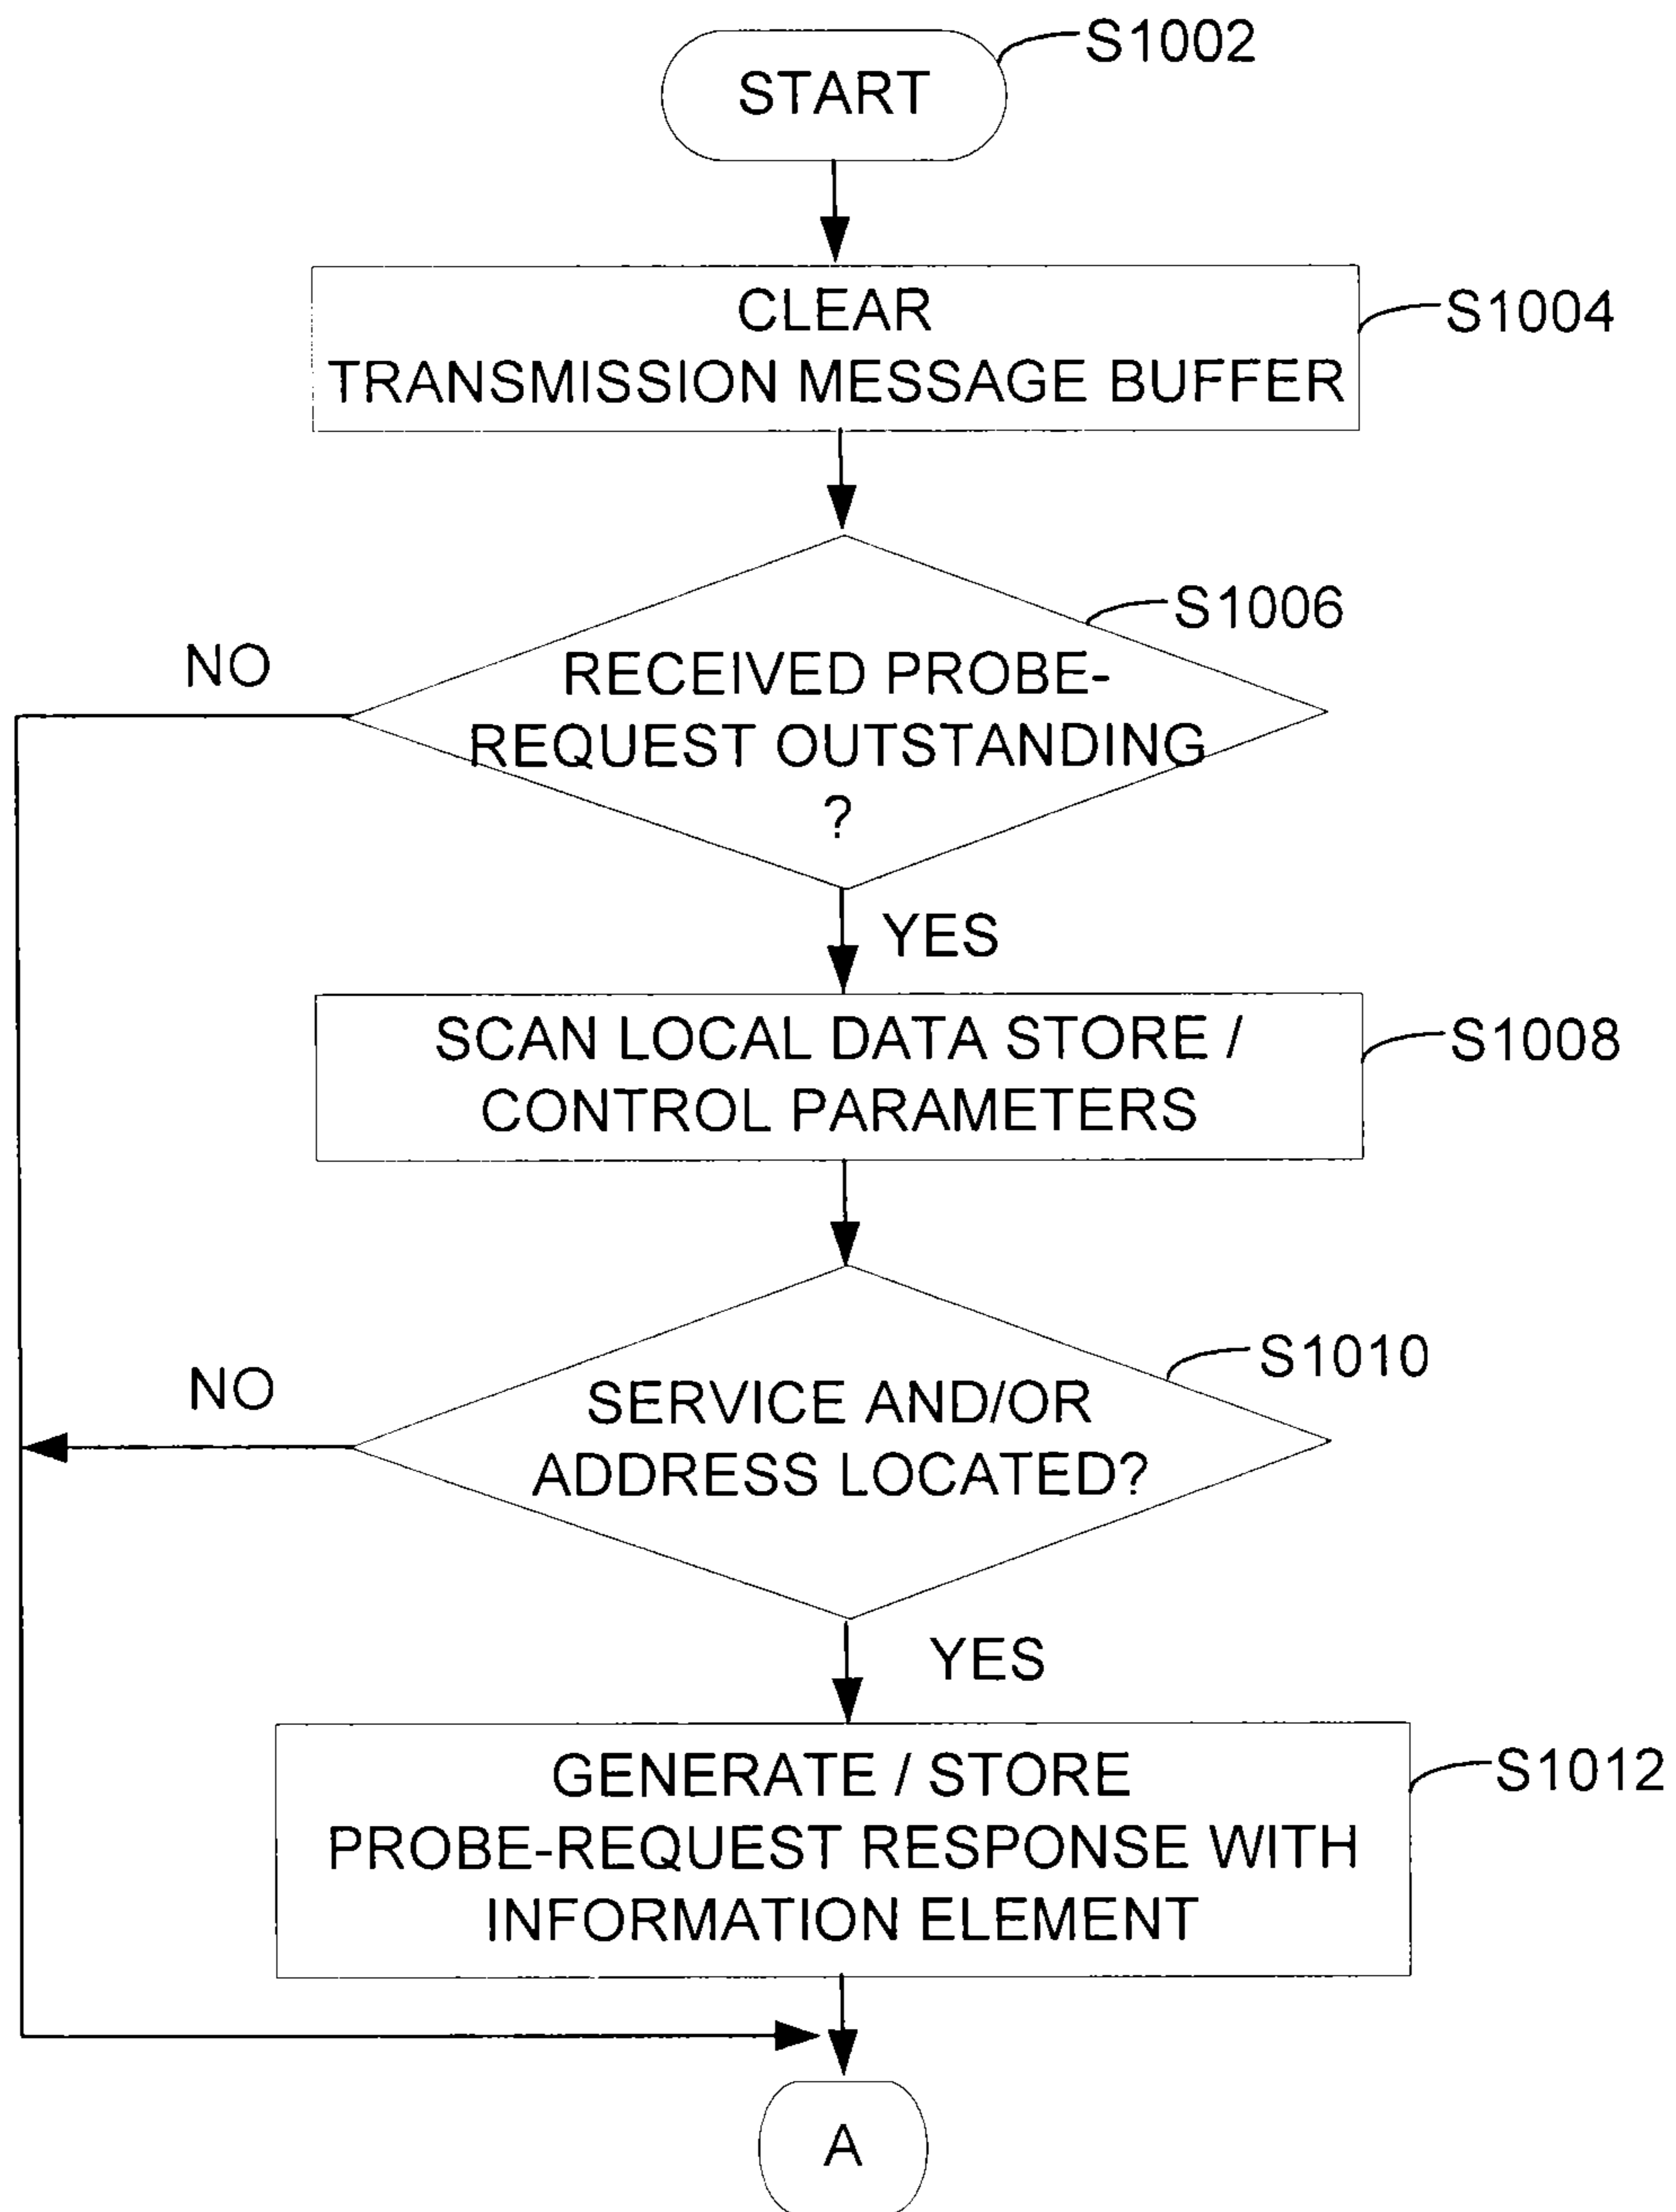 START
S1002
CLEAR
TRANSMISSION MESSAGE BUFFER
S1004
S1006
NO
RECEIVED PROBE-
REQUEST OUTSTANDING
?
YES
SCAN LOCAL DATA STORE /
CONTROL PARAMETERS
S1008
S1010
NO
SERVICE AND/OR
ADDRESS LOCATED?
YES
GENERATE / STORE
PROBE-REQUEST RESPONSE WITH
INFORMATION ELEMENT
S1012
A